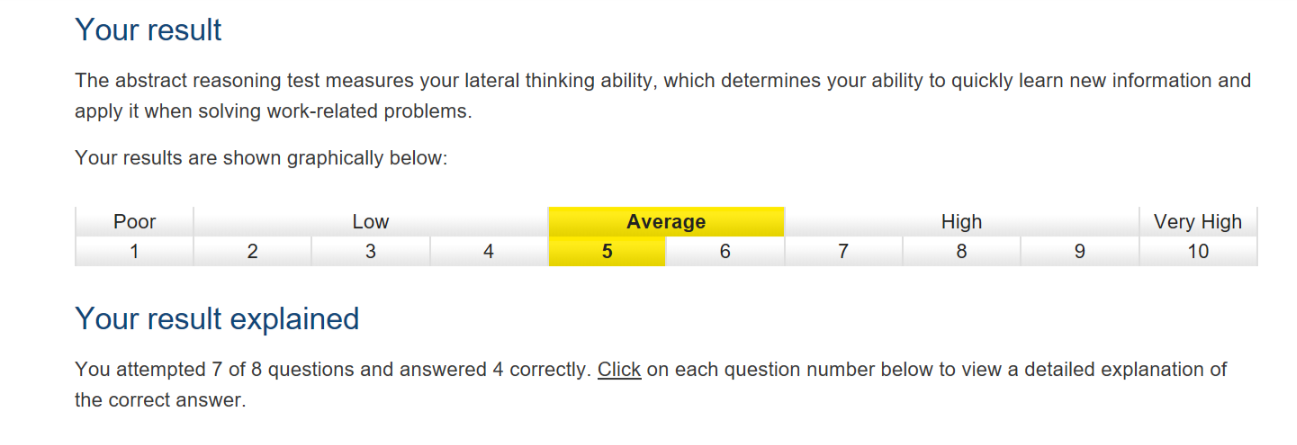 Your result
The abstract reasoning test measures your lateral thinking ability, which determines your ability to quickly learn new information and
apply it when solving work-related problems.
Your results are shown graphically below:
Poor Low Average High Very High
1 2 3 4 5 6 7 8 9 10
Your result explained
You attempted 7 of 8 questions and answered 4 correctly. Click on each question number below to view a detailed explanation of
the correct answer.